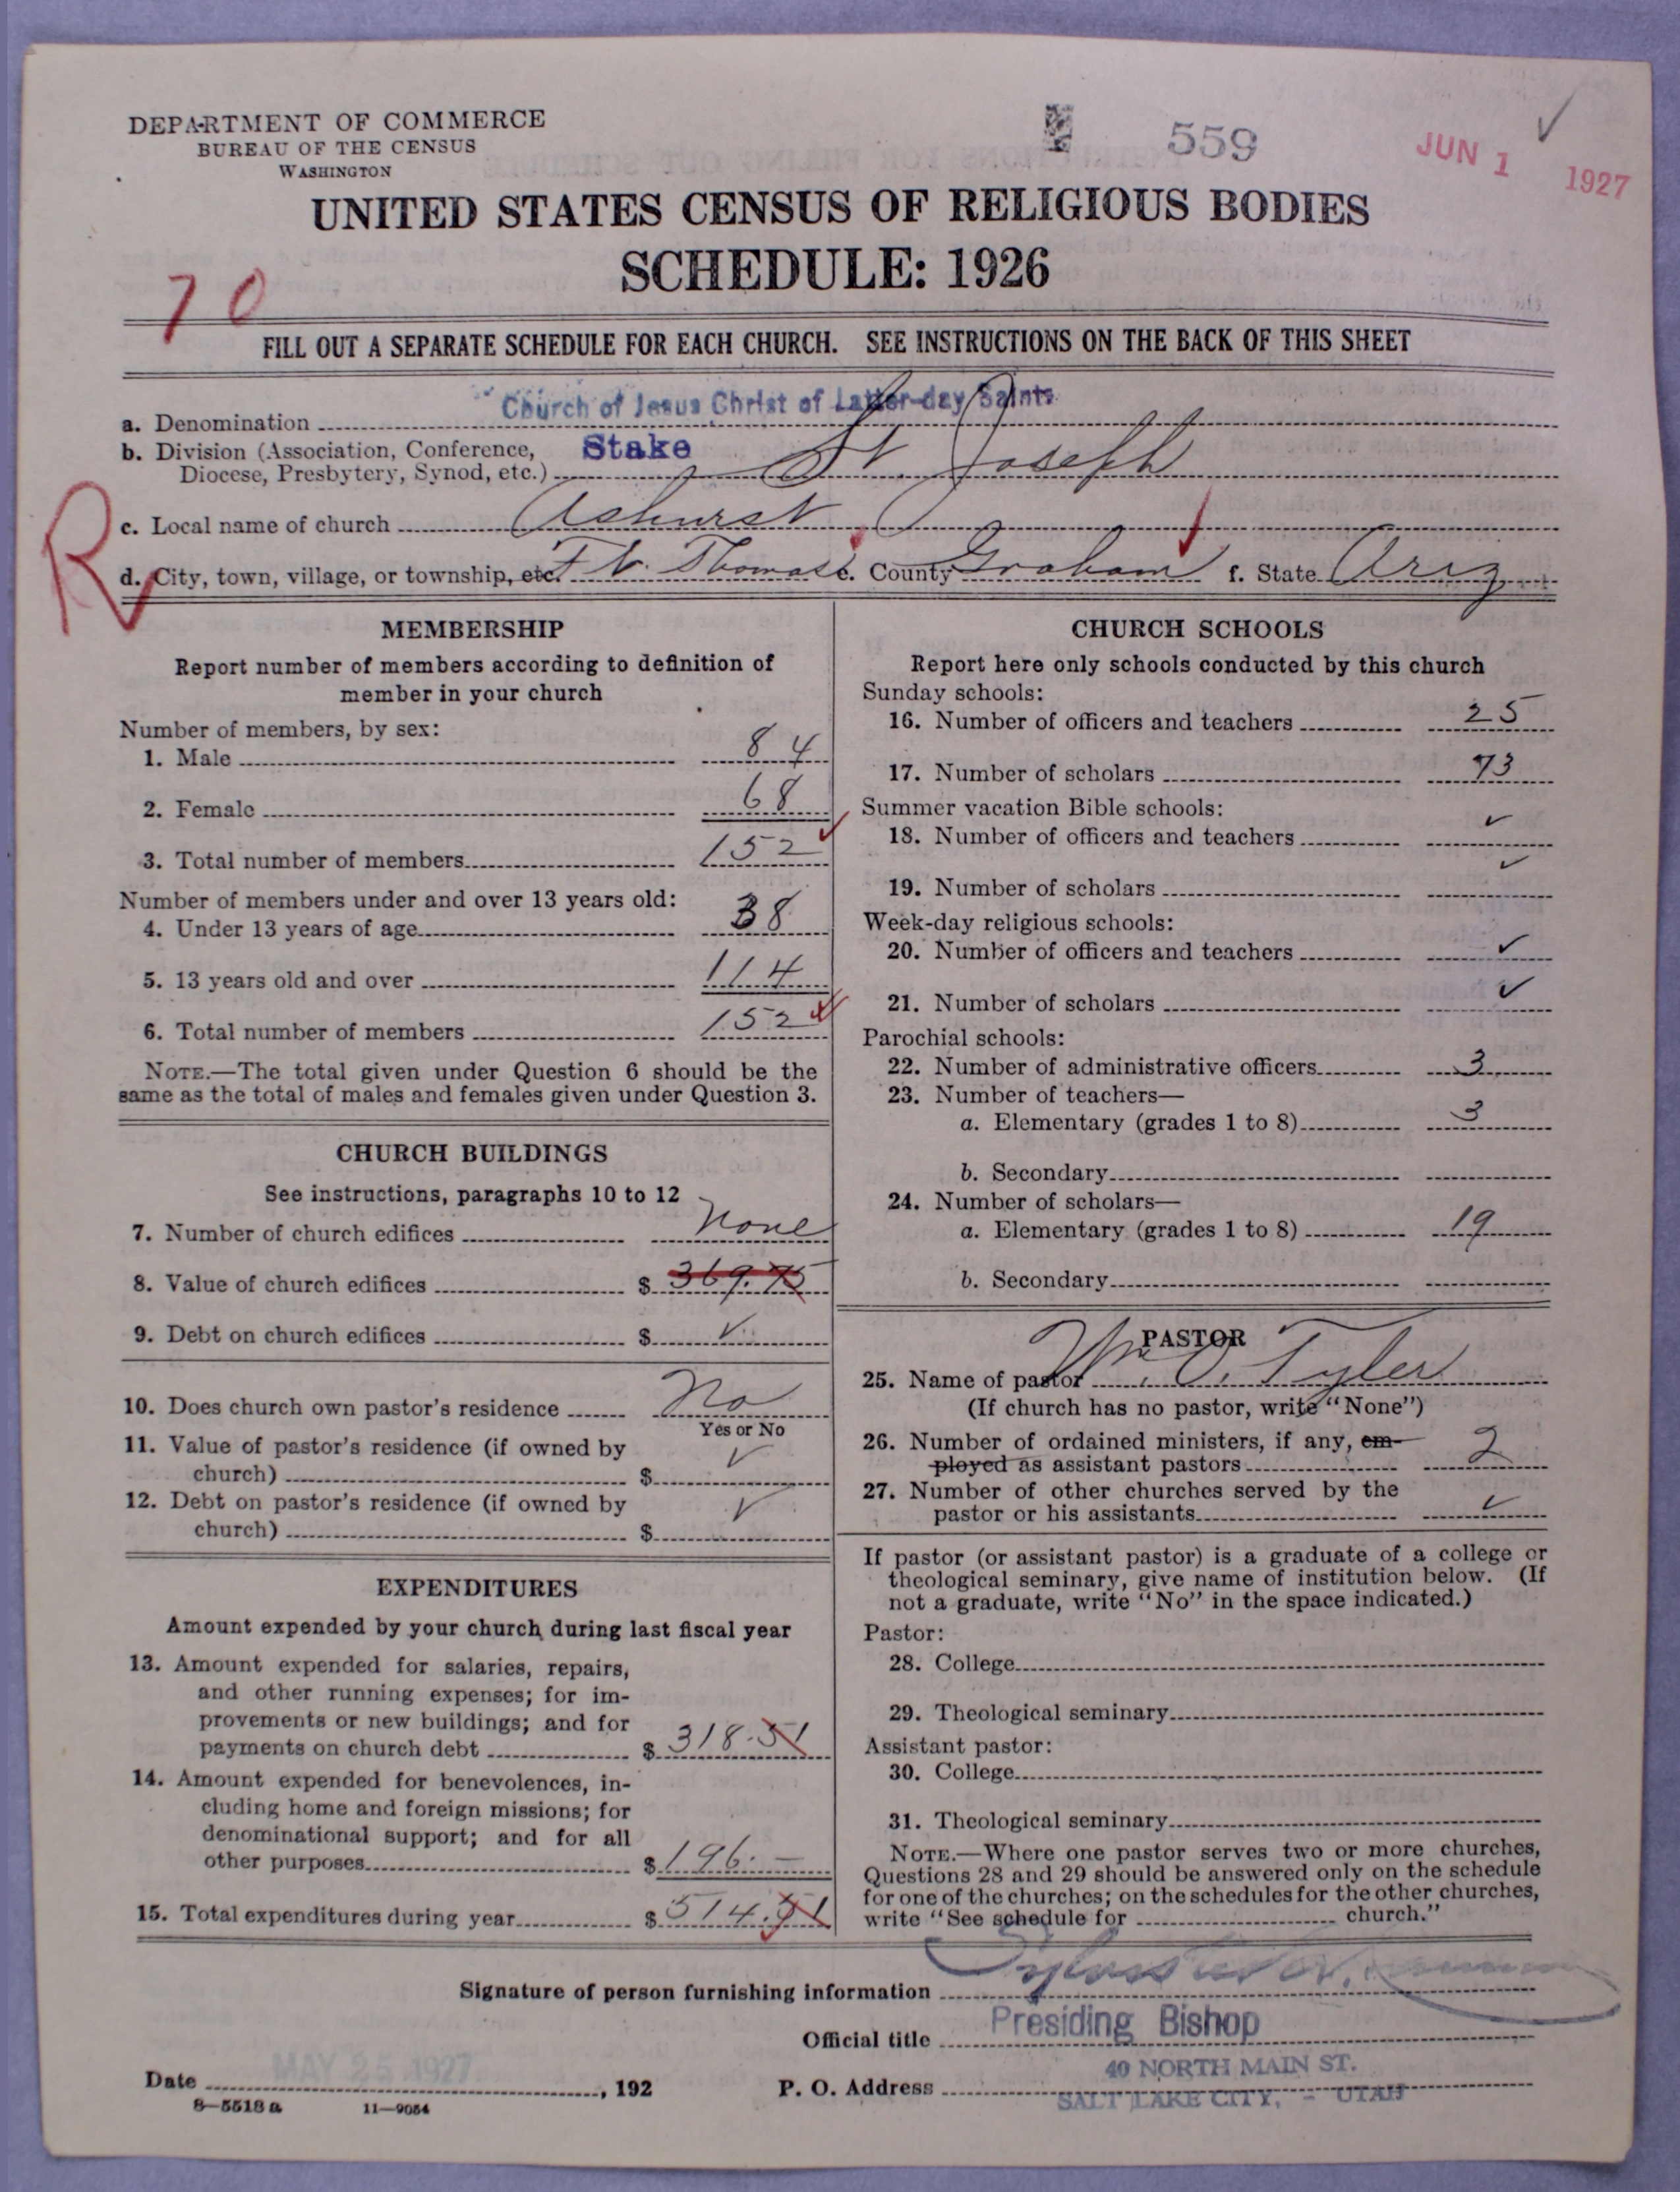 DEPARTMENT OF COMMERCE
BUREAU OF THE CENSUS
WASHINGTON
559
JUN 1 1927
UNITED STATES CENSUS OF RELIGIOUS BODIES
SCHEDULE: 1926
70
FILL OUT A SEPARATE SCHEDULE FOR EACH CHURCH. SEE INSTRUCTIONS ON THE BACK OF THIS SHEET
a. Denomination Church of Jesus Christ of Latter-day Saints
b. Division (Association, Conference, Diocese, Presbytery, Synod, etc.) Stake St. Joseph
R
c. Local name of church Ashurst
d. City, town, village, or township, etc. Ft. Thomas e. County Graham f. State Ariz
MEMBERSHIP
Report number of members according to definition of
member in your church
Number of members, by sex:
1. Male 84
2. Female 68
3. Total number of members 152
Number of members under and over 13 years old:
4. Under 13 years of age 38
5. 13 years old and over 114
6. Total number of members 152
NOTE.—The total given under Question 6 should be the
same as the total of males and females given under Question 3.
CHURCH BUILDINGS
See instructions, paragraphs 10 to 12
7. Number of church edifices none
8. Value of church edifices $ 369.75
9. Debt on church edifices $ ✓
10. Does church own pastor's residence No
Yes or No
11. Value of pastor's residence (if owned by
church) $ ✓
12. Debt on pastor's residence (if owned by
church) $ ✓
EXPENDITURES
Amount expended by your church during last fiscal year
13. Amount expended for salaries, repairs,
and other running expenses; for im-
provements or new buildings; and for
payments on church debt $ 318.51
14. Amount expended for benevolences, in-
cluding home and foreign missions; for
denominational support; and for all
other purposes $ 196.—
15. Total expenditures during year $ 514.51
CHURCH SCHOOLS
Report here only schools conducted by this church
Sunday schools:
16. Number of officers and teachers 25
17. Number of scholars 73
Summer vacation Bible schools:
18. Number of officers and teachers ✓
19. Number of scholars ✓
Week-day religious schools:
20. Number of officers and teachers ✓
21. Number of scholars ✓
Parochial schools:
22. Number of administrative officers 3
23. Number of teachers—
a. Elementary (grades 1 to 8) 3
b. Secondary
24. Number of scholars—
a. Elementary (grades 1 to 8) 19
b. Secondary
PASTOR
25. Name of pastor Wm. O. Tyler
(If church has no pastor, write "None")
26. Number of ordained ministers, if any, em-
ployed as assistant pastors 2
27. Number of other churches served by the
pastor or his assistants ✓
If pastor (or assistant pastor) is a graduate of a college or
theological seminary, give name of institution below. (If
not a graduate, write "No" in the space indicated.)
Pastor:
28. College
29. Theological seminary
Assistant pastor:
30. College
31. Theological seminary
NOTE.—Where one pastor serves two or more churches,
Questions 28 and 29 should be answered only on the schedule
for one of the churches; on the schedules for the other churches,
write "See schedule for church."
Signature of person furnishing information
Official title Presiding Bishop
Date MAY 25 1927, 192
P. O. Address 40 NORTH MAIN ST.
SALT LAKE CITY, - UTAH
8—5518 a 11—9054